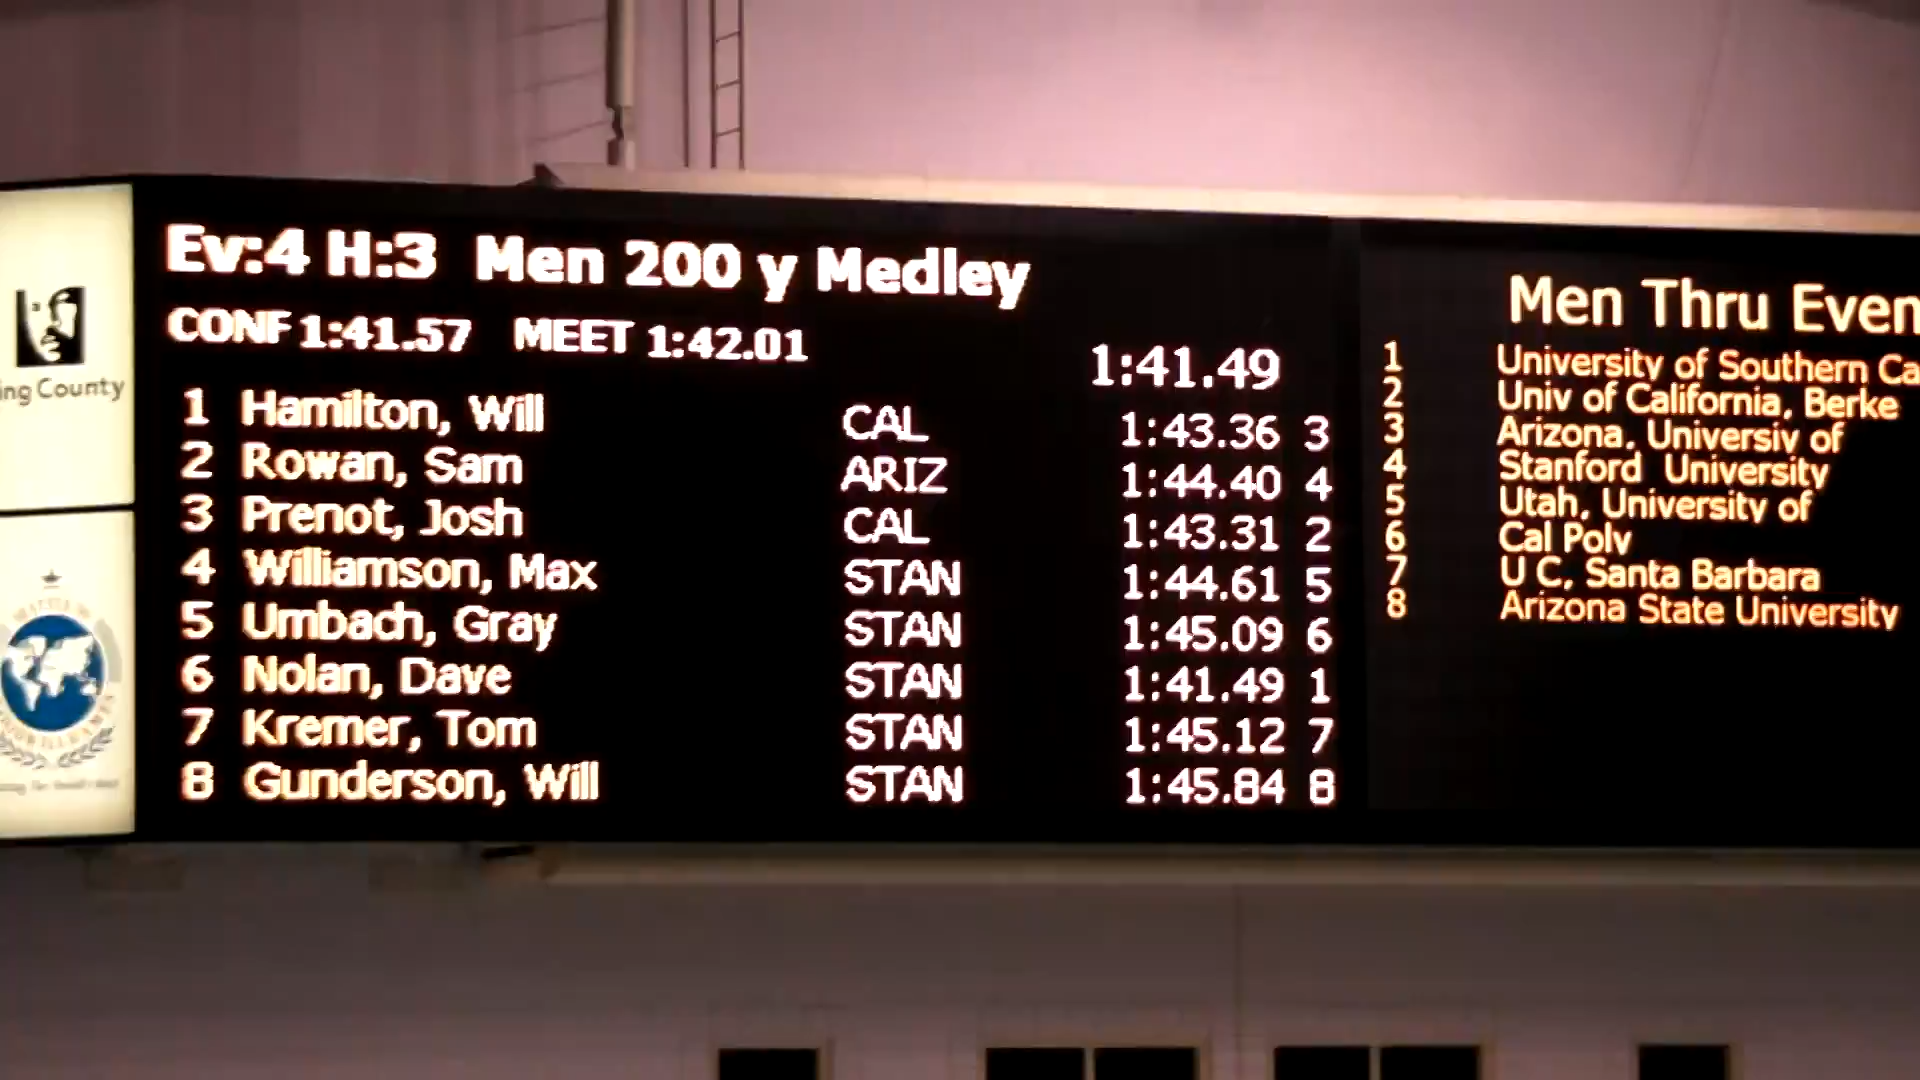 Ev:4 H:3 Men 200 y Medley
CONF 1:41.57 MEET 1:42.01
1:41.49
1 Hamilton, Will CAL 1:43.36 3
2 Rowan, Sam ARIZ 1:44.40 4
3 Prenot, Josh CAL 1:43.31 2
4 Williamson, Max STAN 1:44.61 5
5 Umbach, Gray STAN 1:45.09 6
6 Nolan, Dave STAN 1:41.49 1
7 Kremer, Tom STAN 1:45.12 7
8 Gunderson, Will STAN 1:45.84 8
Men Thru Even
1 University of Southern Ca
2 Univ of California, Berke
3 Arizona, Universiv of
4 Stanford University
5 Utah, University of
6 Cal Polv
7 U C, Santa Barbara
8 Arizona State University
ing County